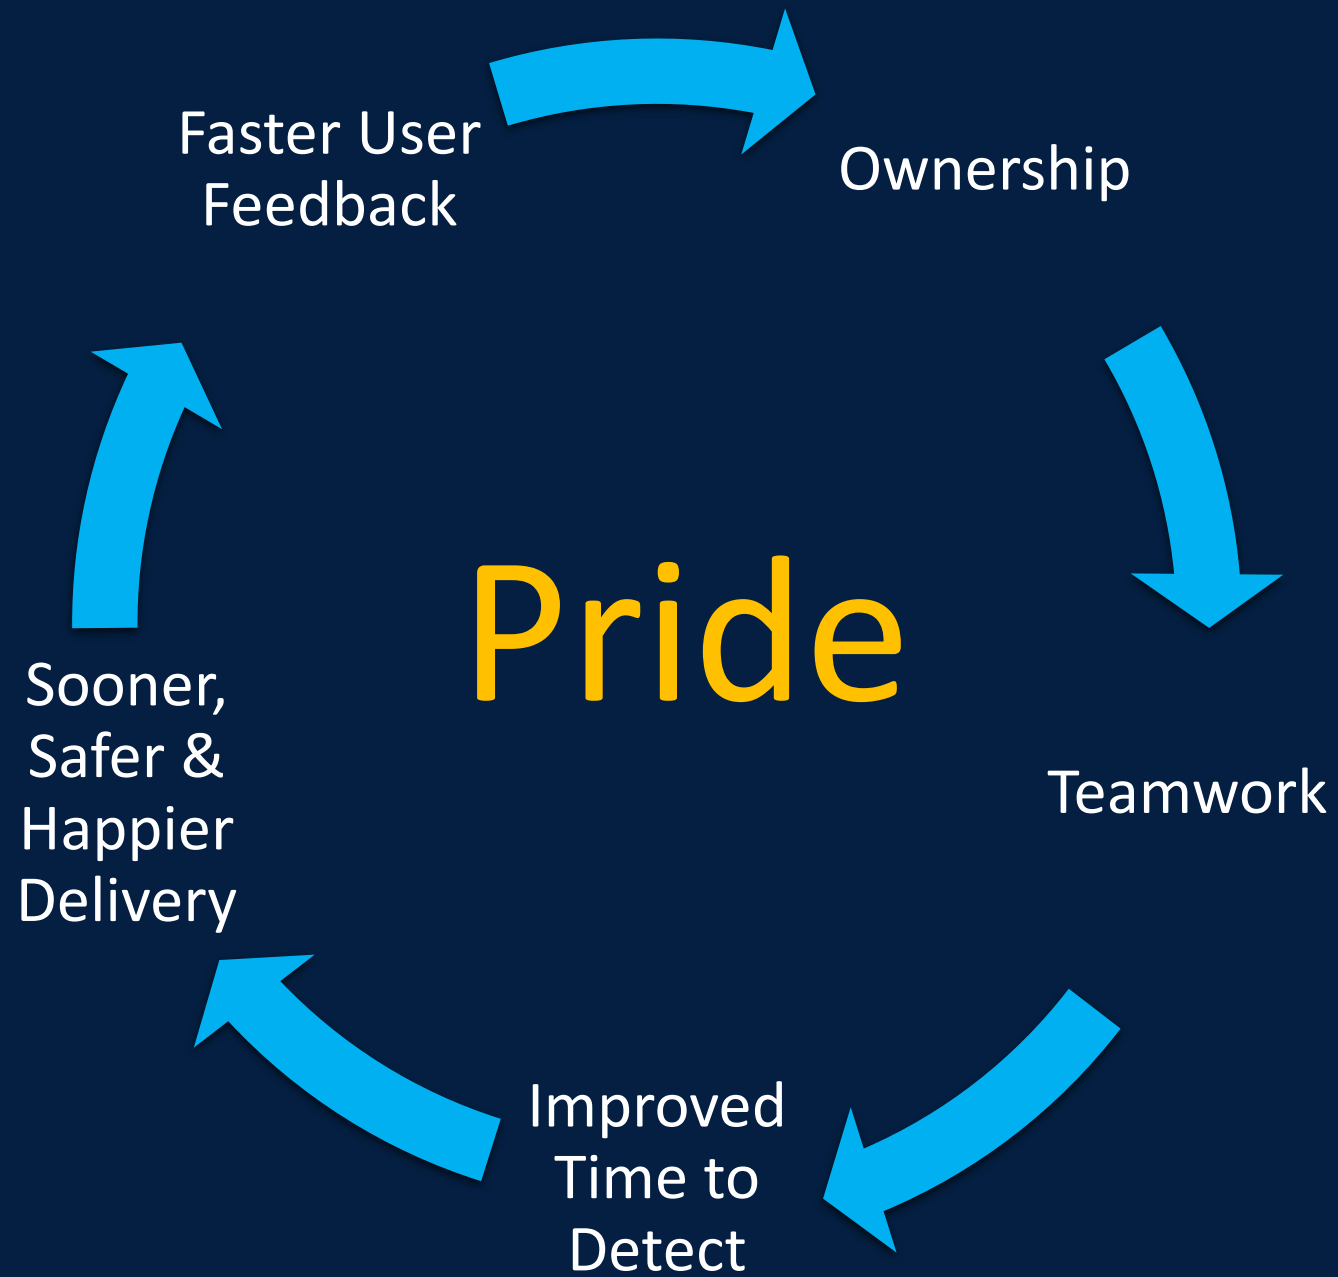 Faster User
Feedback
Ownership
Pride
Sooner,
Safer &
Happier
Delivery
Teamwork
Improved
Time to
Detect